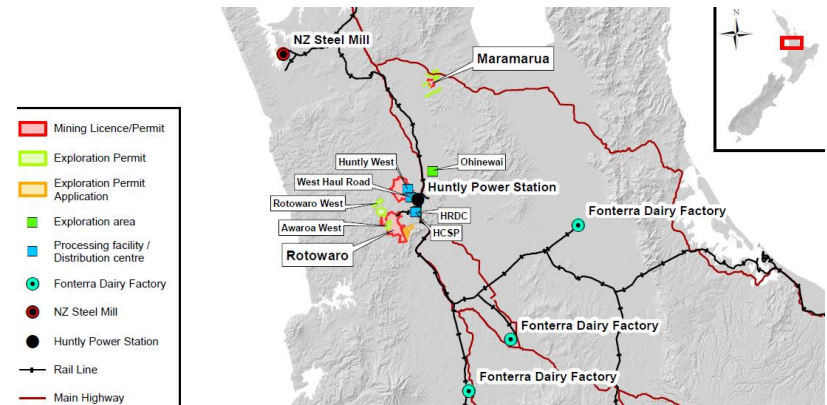 N
NZ Steel Mill
Maramarua
Mining Licence/Permit
Exploration Permit
Exploration Permit
Application
Exploration area
Processing facility /
Distribution centre
Fonterra Dairy Factory
NZ Steel Mill
Huntly Power Station
Rail Line
Main Highway
Huntly West
Ohinewai
West Haul Road
Huntly Power Station
Rotowaro West
HRDC
Fonterra Dairy Factory
Awaroa West
HCSP
Rotowaro
Fonterra Dairy Factory
Fonterra Dairy Factory